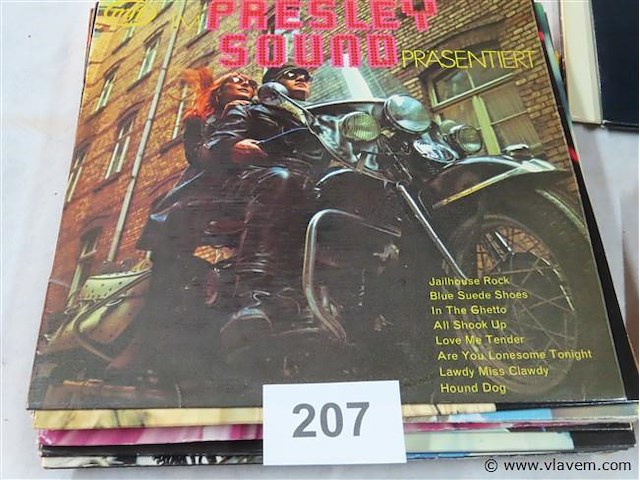 PRESLEY
SOUND PRÄSENTIERT
Jailhouse Rock
Blue Suede Shoes
In The Ghetto
All Shook Up
Love Me Tender
Are You Lonesome Tonight
Lawdy Miss Clawdy
Hound Dog
207
© www.vlavem.com